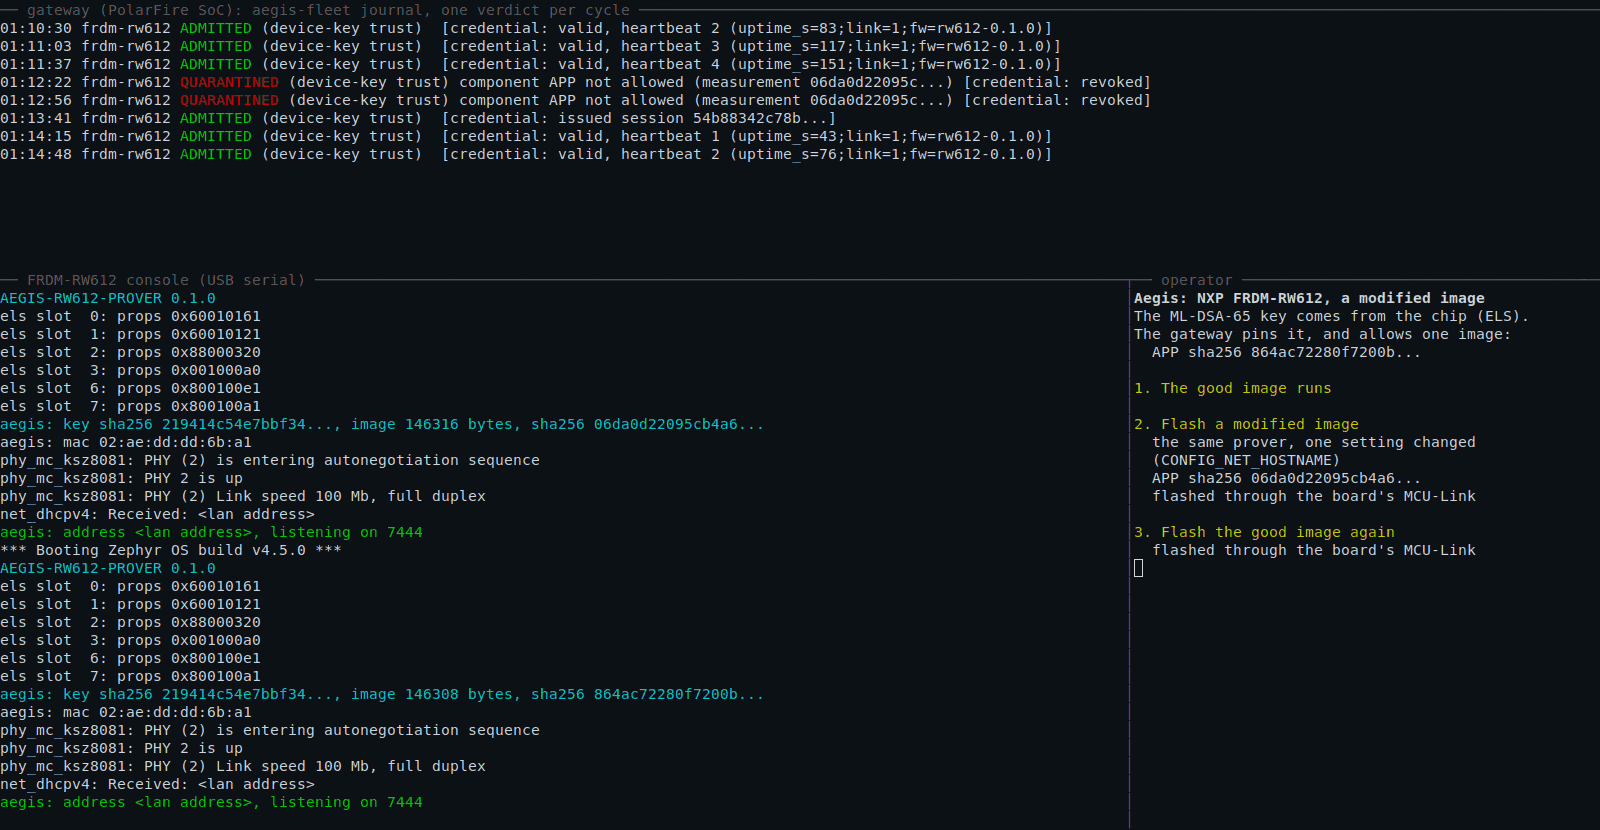 gateway (PolarFire SoC): aegis-fleet journal, one verdict per cycle
01:10:30 frdm-rw612 ADMITTED (device-key trust)  [credential: valid, heartbeat 2 (uptime_s=83;link=1;fw=rw612-0.1.0)]
01:11:03 frdm-rw612 ADMITTED (device-key trust)  [credential: valid, heartbeat 3 (uptime_s=117;link=1;fw=rw612-0.1.0)]
01:11:37 frdm-rw612 ADMITTED (device-key trust)  [credential: valid, heartbeat 4 (uptime_s=151;link=1;fw=rw612-0.1.0)]
01:12:22 frdm-rw612 QUARANTINED (device-key trust) component APP not allowed (measurement 06da0d22095c...) [credential: revoked]
01:12:56 frdm-rw612 QUARANTINED (device-key trust) component APP not allowed (measurement 06da0d22095c...) [credential: revoked]
01:13:41 frdm-rw612 ADMITTED (device-key trust)  [credential: issued session 54b88342c78b...]
01:14:15 frdm-rw612 ADMITTED (device-key trust)  [credential: valid, heartbeat 1 (uptime_s=43;link=1;fw=rw612-0.1.0)]
01:14:48 frdm-rw612 ADMITTED (device-key trust)  [credential: valid, heartbeat 2 (uptime_s=76;link=1;fw=rw612-0.1.0)]
FRDM-RW612 console (USB serial)
AEGIS-RW612-PROVER 0.1.0
els slot  0: props 0x60010161
els slot  1: props 0x60010121
els slot  2: props 0x88000320
els slot  3: props 0x001000a0
els slot  6: props 0x800100e1
els slot  7: props 0x800100a1
aegis: key sha256 219414c54e7bbf34..., image 146316 bytes, sha256 06da0d22095cb4a6...
aegis: mac 02:ae:dd:dd:6b:a1
phy_mc_ksz8081: PHY (2) is entering autonegotiation sequence
phy_mc_ksz8081: PHY 2 is up
phy_mc_ksz8081: PHY (2) Link speed 100 Mb, full duplex
net_dhcpv4: Received: <lan address>
aegis: address <lan address>, listening on 7444
*** Booting Zephyr OS build v4.5.0 ***
AEGIS-RW612-PROVER 0.1.0
els slot  0: props 0x60010161
els slot  1: props 0x60010121
els slot  2: props 0x88000320
els slot  3: props 0x001000a0
els slot  6: props 0x800100e1
els slot  7: props 0x800100a1
aegis: key sha256 219414c54e7bbf34..., image 146308 bytes, sha256 864ac72280f7200b...
aegis: mac 02:ae:dd:dd:6b:a1
phy_mc_ksz8081: PHY (2) is entering autonegotiation sequence
phy_mc_ksz8081: PHY 2 is up
phy_mc_ksz8081: PHY (2) Link speed 100 Mb, full duplex
net_dhcpv4: Received: <lan address>
aegis: address <lan address>, listening on 7444
operator
Aegis: NXP FRDM-RW612, a modified image
The ML-DSA-65 key comes from the chip (ELS).
The gateway pins it, and allows one image:
APP sha256 864ac72280f7200b...
1. The good image runs
2. Flash a modified image
the same prover, one setting changed
(CONFIG_NET_HOSTNAME)
APP sha256 06da0d22095cb4a6...
flashed through the board's MCU-Link
3. Flash the good image again
flashed through the board's MCU-Link